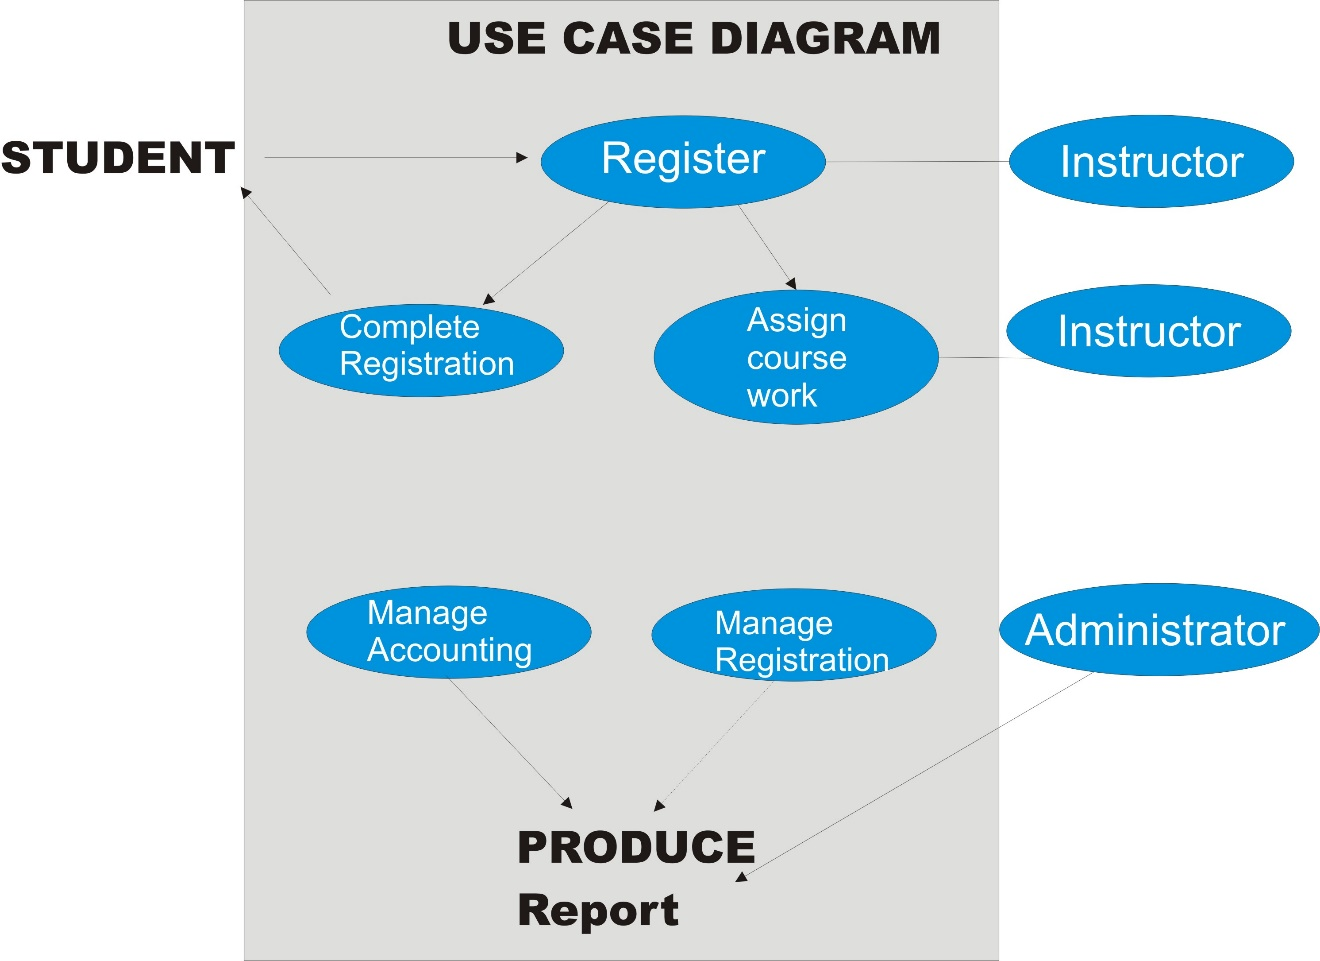 USE CASE DIAGRAM
STUDENT
Register
Instructor
Complete
Registration
Assign
course
work
Instructor
Manage
Accounting
Manage
Registration
Administrator
PRODUCE
Report